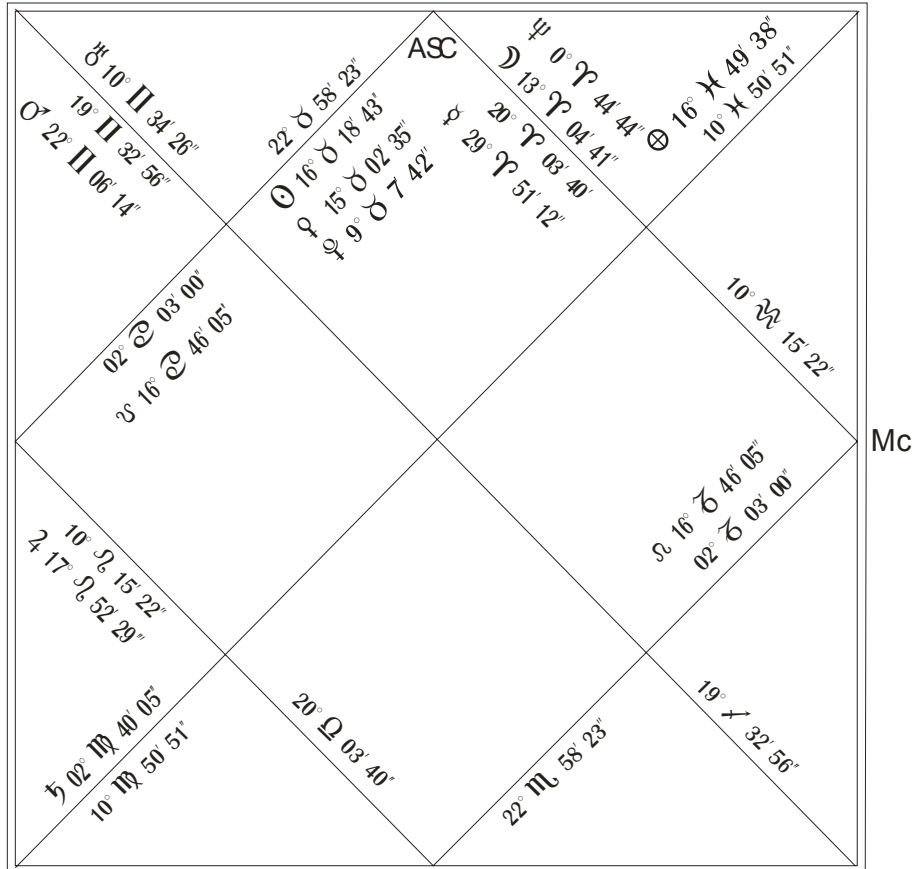 ASC
♅ 10° ♊ 34′ 26″
19° ♊ 32′ 56″
♂ 22° ♊ 06′ 14″
22° ♉ 58′ 23″
☉ 16° ♉ 18′ 43″
♀ 15° ♉ 02′ 35″
⚴ 9° ♉ 7′ 42″
♆ 0° ♈ 44′ 44″
☽ 13° ♈ 04′ 41″
20° ♈ 03′ 40′
☿ 29° ♈ 51′ 12″
⊕ 16° ♓ 49′ 38″
10° ♓ 50′ 51″
02° ♋ 03′ 00″
☋ 16° ♋ 46′ 05′
10° ♒ 15′ 22″
Mc
10° ♌ 15′ 22″
♃ 17° ♌ 52′ 29‴
☊ 16° ♑ 46′ 05″
02° ♑ 03′ 00″
♄ 02° ♍ 40′ 05″
10° ♍ 50′ 51″
20° ♎ 03′ 40″
22° ♏ 58′ 23″
19° ♐ 32′ 56″